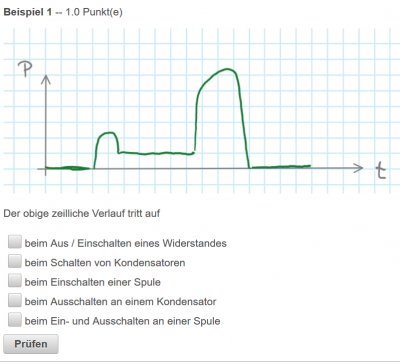 Beispiel 1 -- 1.0 Punkt(e)
P
t
Der obige zeilliche Verlauf tritt auf
beim Aus / Einschalten eines Widerstandes
beim Schalten von Kondensatoren
beim Einschalten einer Spule
beim Ausschalten an einem Kondensator
beim Ein- und Ausschalten an einer Spule
Prüfen